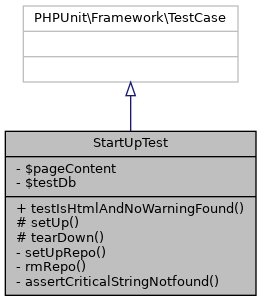 PHPUnit\Framework\TestCase
StartUpTest
- $pageContent
- $testDb
+ testIsHtmlAndNoWarningFound()
# setUp()
# tearDown()
- setUpRepo()
- rmRepo()
- assertCriticalStringNotfound()